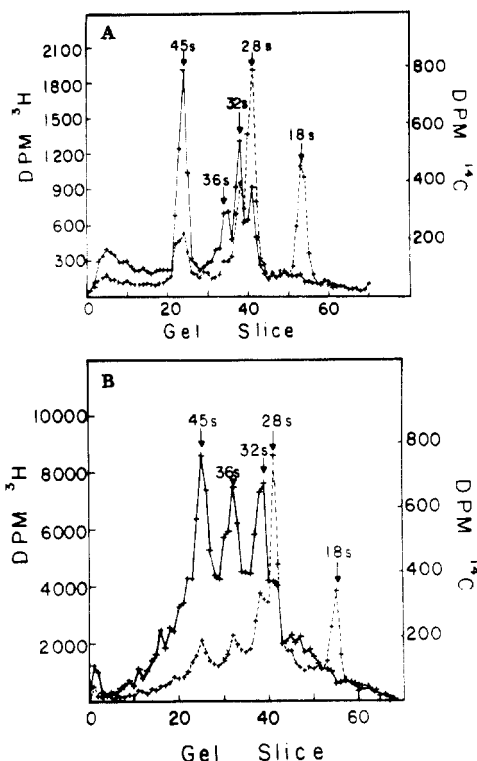 A
45s
28s
32s
36s
18s
DPM ³H
2100
1800
1500
1200
900
600
300
DPM ¹⁴C
800
600
400
200
0 20 40 60
Gel Slice
B
45s
36s
32s
28s
18s
DPM ³H
10000
8000
6000
4000
2000
DPM ¹⁴C
800
600
400
200
0 20 40 60
Gel Slice